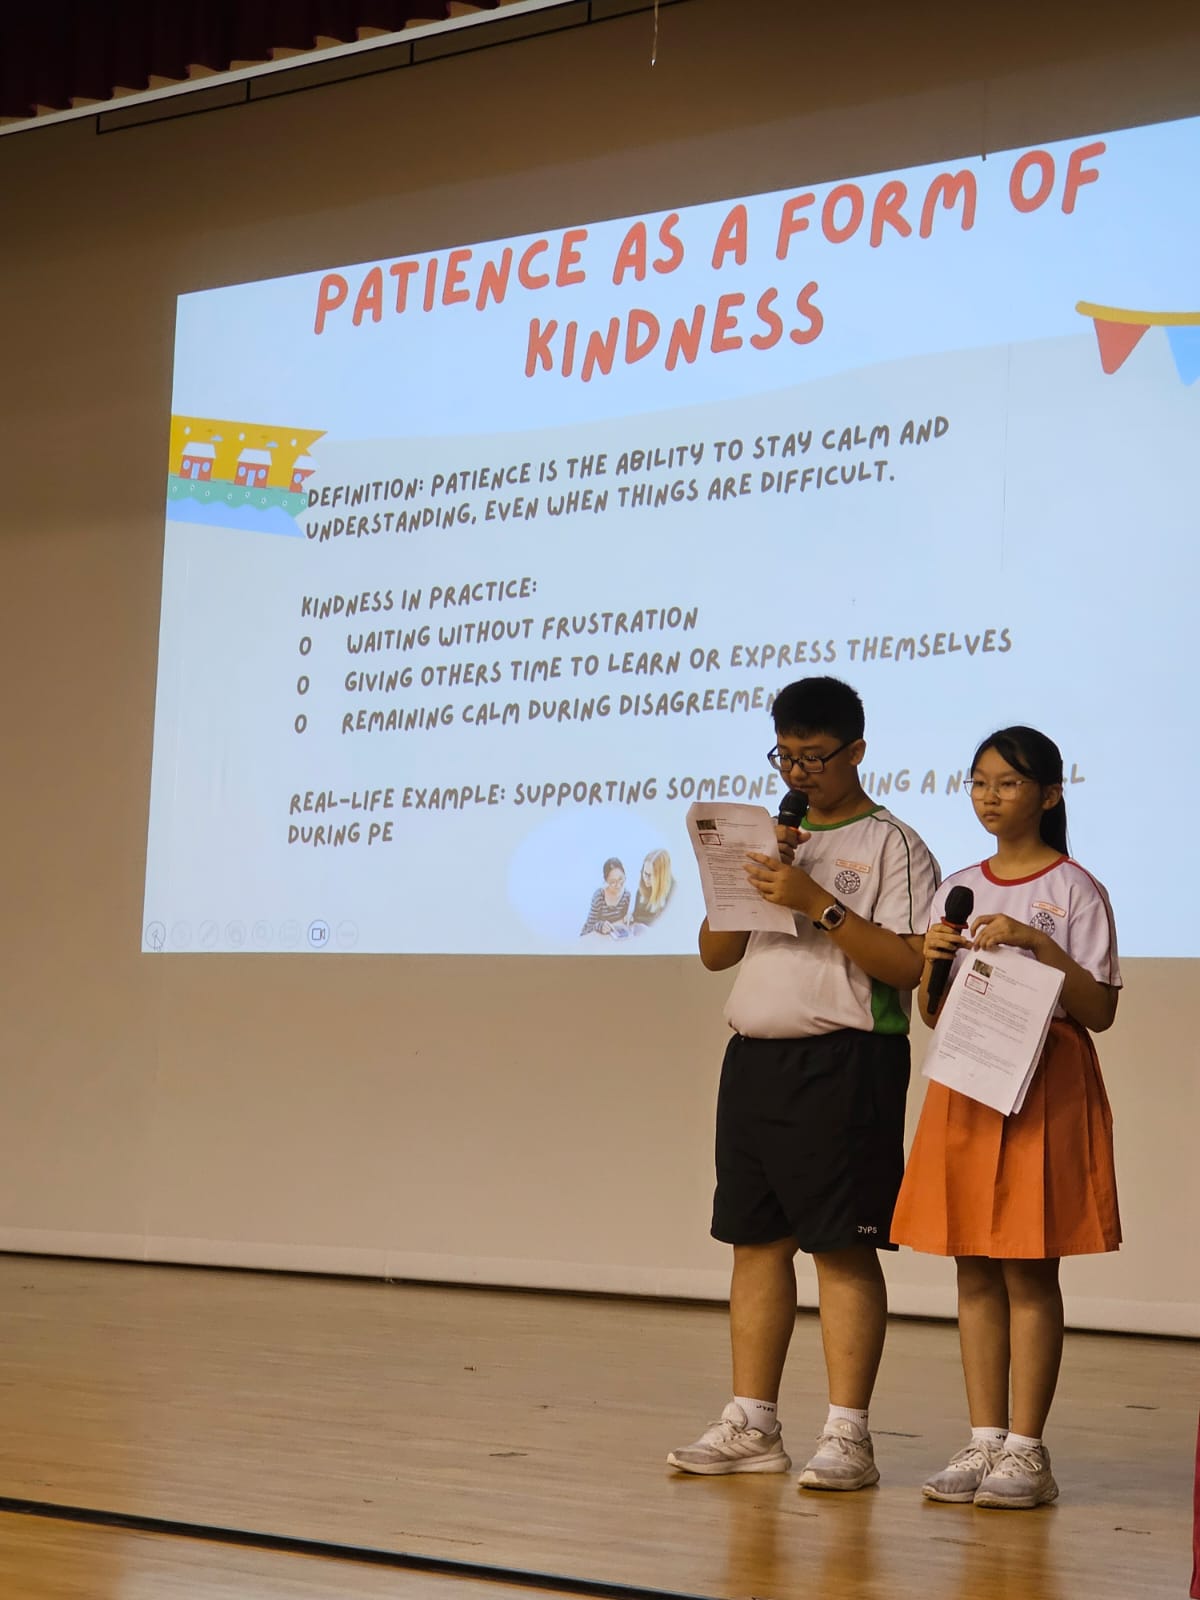 PATIENCE AS A FORM OF
KINDNESS
DEFINITION: PATIENCE IS THE ABILITY TO STAY CALM AND
UNDERSTANDING, EVEN WHEN THINGS ARE DIFFICULT.
KINDNESS IN PRACTICE:
O WAITING WITHOUT FRUSTRATION
O GIVING OTHERS TIME TO LEARN OR EXPRESS THEMSELVES
O REMAINING CALM DURING
REAL-LIFE EXAMPLE: SUPPORTING SOMEONE A
DURING PE
JYPS
JYPS